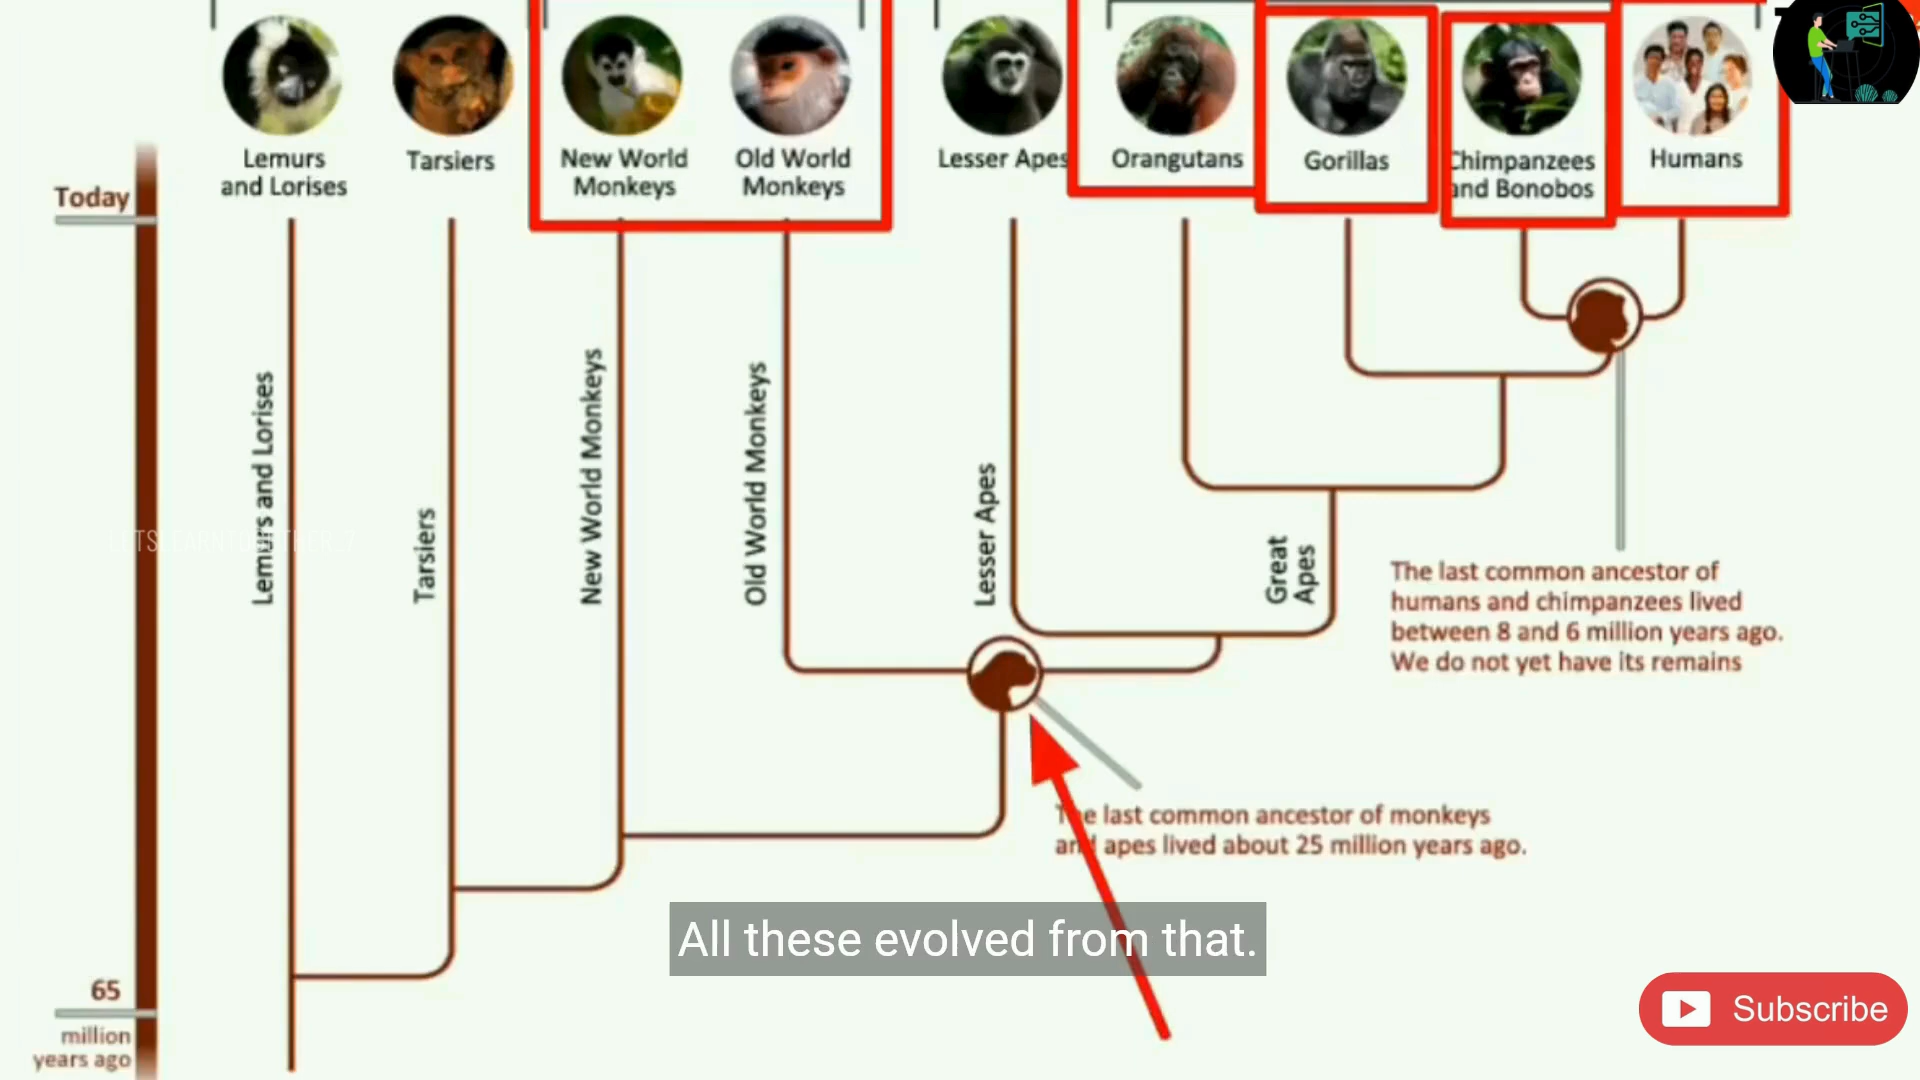 Lemurs
and Lorises
Tarsiers
New World
Monkeys
Old World
Monkeys
Lesser Apes
Orangutans
Gorillas
Chimpanzees
and Bonobos
Humans
Today
Lemurs and Lorises
Tarsiers
New World Monkeys
Old World Monkeys
Lesser Apes
Great
Apes
The last common ancestor of
humans and chimpanzees lived
between 8 and 6 million years ago.
We do not yet have its remains
The last common ancestor of monkeys
and apes lived about 25 million years ago.
All these evolved from that.
65
million
years ago
Subscribe